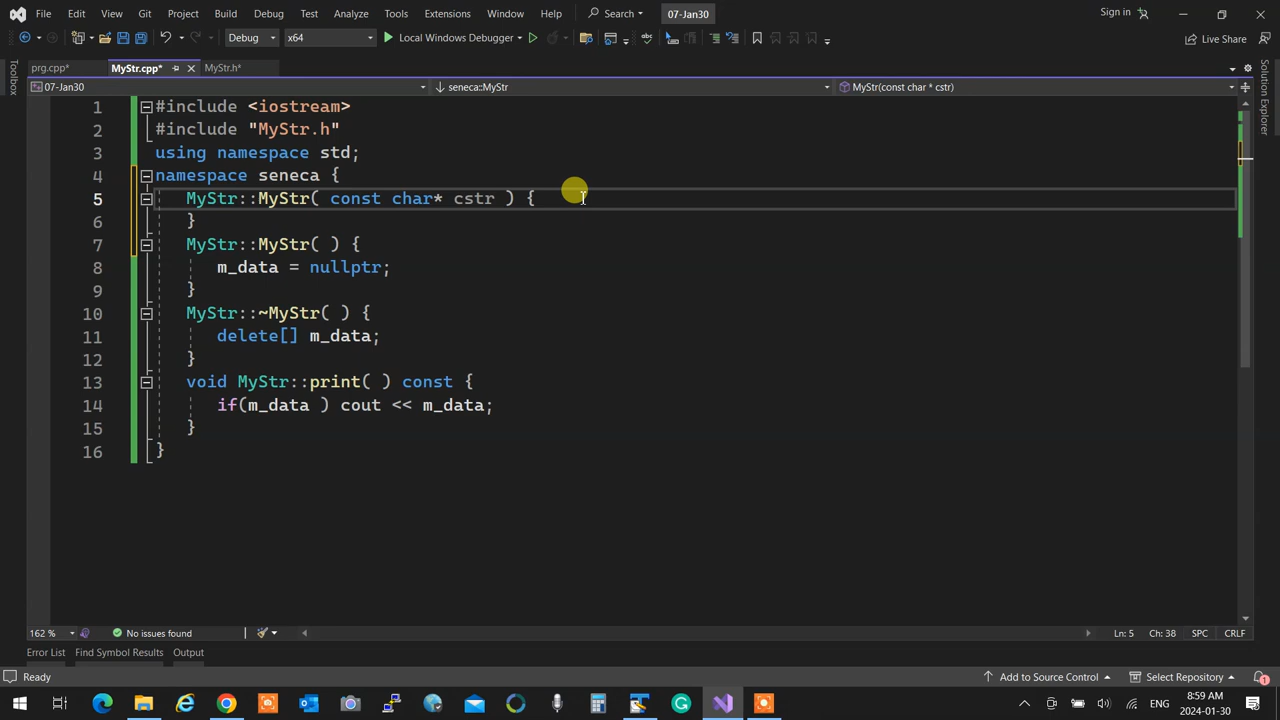 File Edit View Git Project Build Debug Test Analyze Tools Extensions Window Help Search 07-Jan30 Sign in
Debug x64 Local Windows Debugger Live Share
prg.cpp* MyStr.cpp* MyStr.h*
07-Jan30 seneca::MyStr MyStr(const char * cstr)
Toolbox
Solution Explorer
1 #include <iostream>
2 #include "MyStr.h"
3 using namespace std;
4 namespace seneca {
5 MyStr::MyStr( const char* cstr ) {
6 }
7 MyStr::MyStr( ) {
8 m_data = nullptr;
9 }
10 MyStr::~MyStr( ) {
11 delete[] m_data;
12 }
13 void MyStr::print( ) const {
14 if(m_data ) cout << m_data;
15 }
16 }
162 % No issues found Ln: 5 Ch: 38 SPC CRLF
Error List Find Symbol Results Output
Ready Add to Source Control Select Repository 1
ENG 8:59 AM
2024-01-30